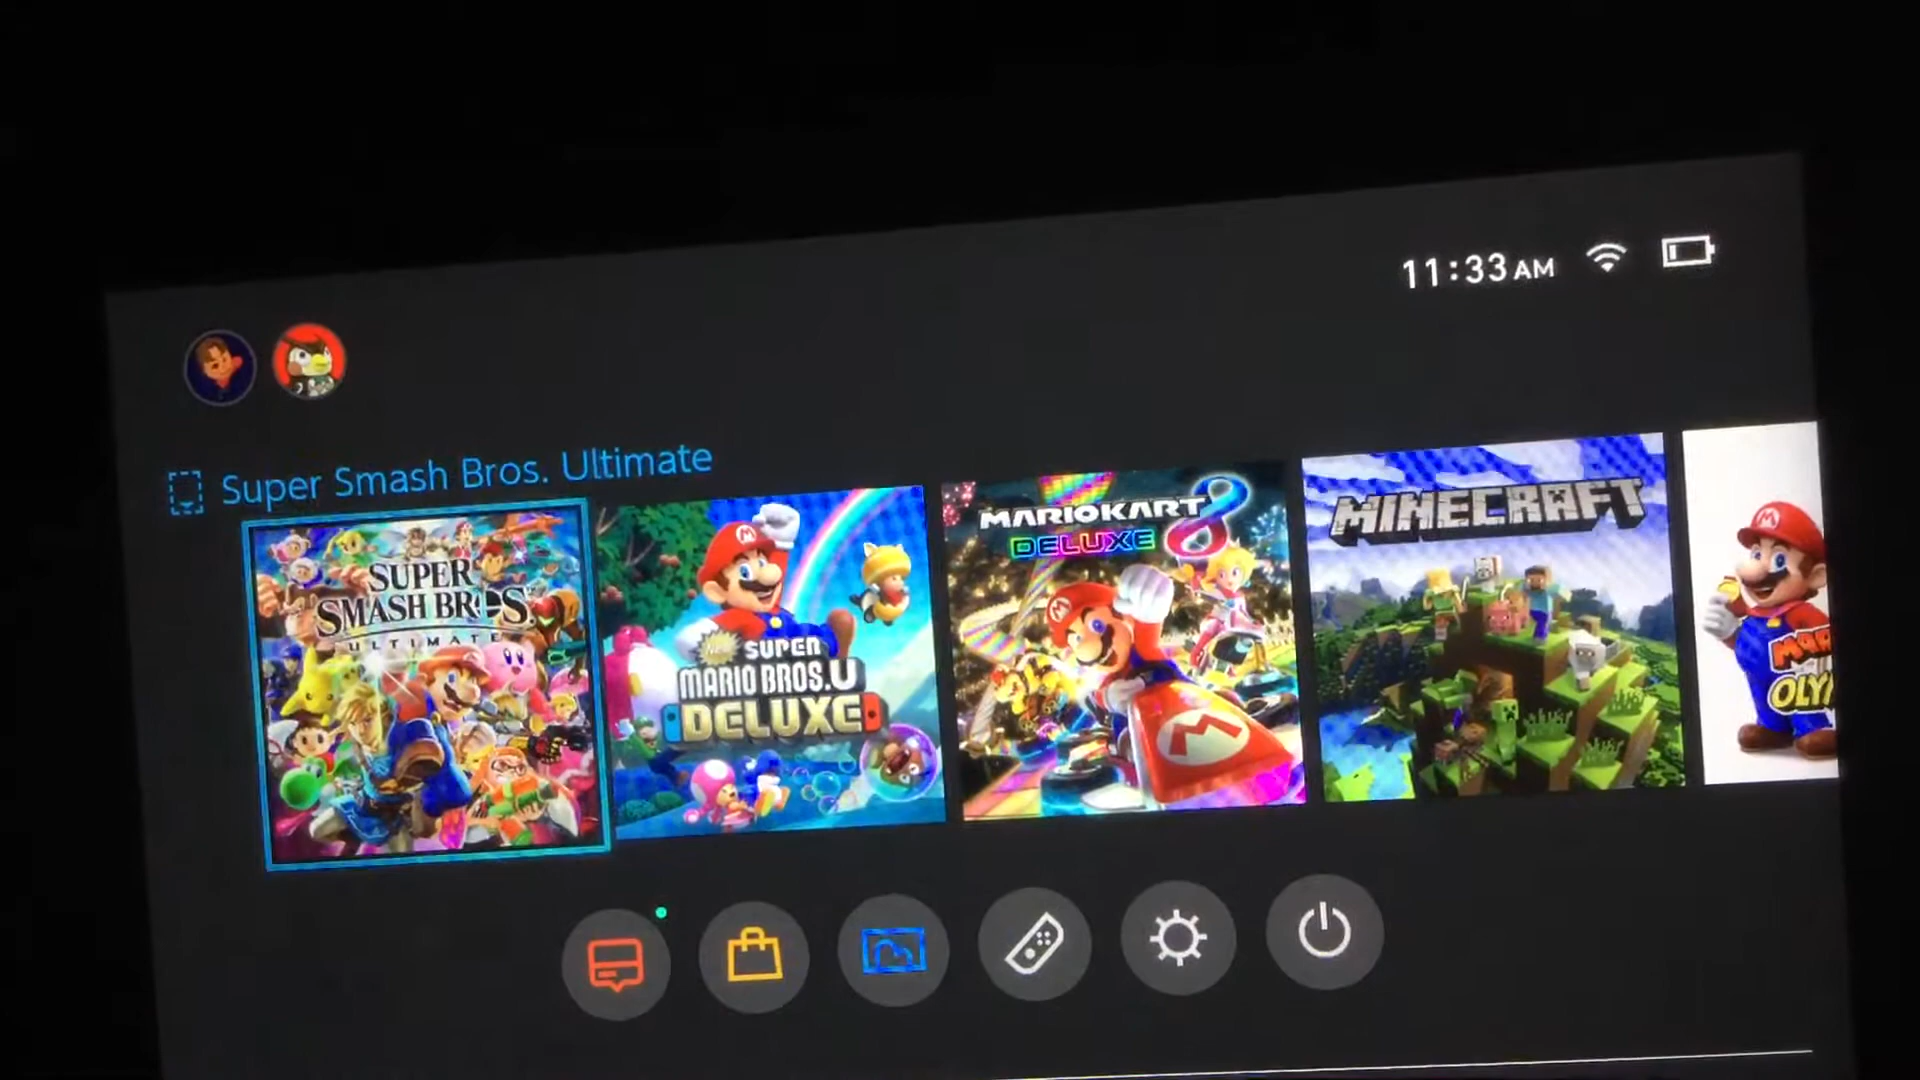 11:33 AM
Super Smash Bros. Ultimate
SUPER
SMASH BROS.
ULTIMATE
NEW SUPER
MARIO BROS.U
DELUXE
MARIOKART 8
DELUXE
MINECRAFT
M